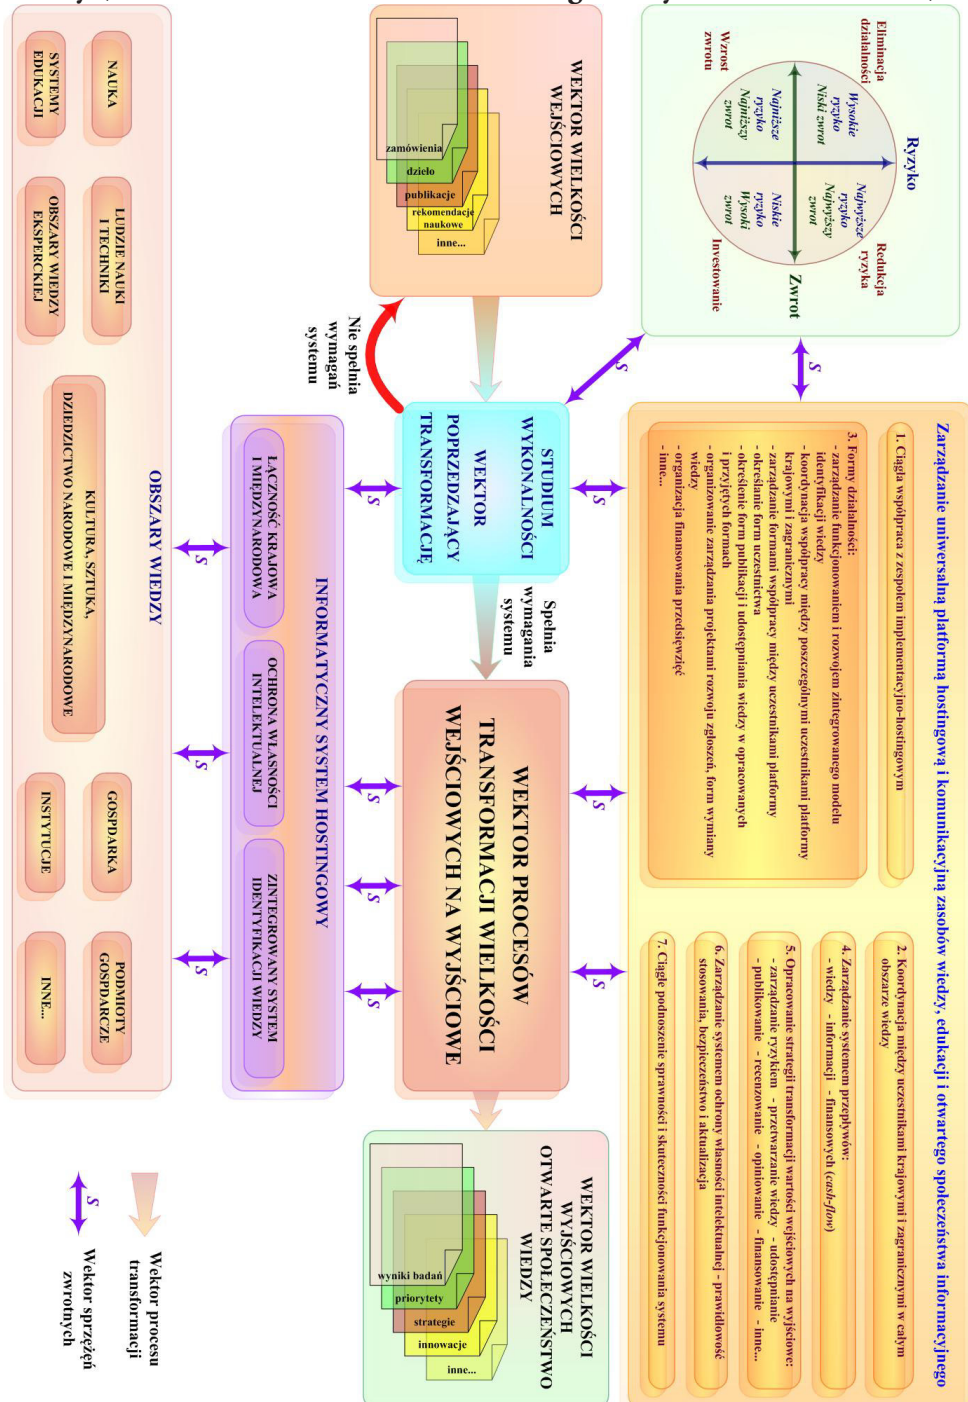 Zarządzanie uniwersalną platformą hostingową i komunikacyjną zasobów wiedzy, edukacji i otwartego społeczeństwa informacyjnego
1. Ciągła współpraca z zespołem implementacyjno-hostingowym
2. Koordynacja między uczestnikami krajowymi i zagranicznymi w całym
obszarze wiedzy
3. Formy działalności:
- zarządzanie funkcjonowaniem i rozwojem zintegrowanego modelu
identyfikacji wiedzy
- koordynacja współpracy między poszczególnymi uczestnikami platformy
krajowymi i zagranicznymi
- zarządzanie formami współpracy między uczestnikami platformy
- określanie form uczestnictwa
- określenie form publikacji i udostępniania wiedzy w opracowanych
i przyjętych formach
- organizowanie zarządzania projektami rozwoju zgłoszeń, form wymiany
wiedzy
- organizacja finansowania przedsięwzięć
- inne...
4. Zarządzanie systemem przepływów:
- wiedzy - informacji - finansowych (cash-flow)
5. Opracowanie strategii transformacji wartości wejściowych na wyjściowe:
- zarządzanie ryzykiem - przetwarzanie wiedzy - udostępnianie
- publikowanie - recenzowanie - opiniowanie - finansowanie - inne...
6. Zarządzanie systemem ochrony własności intelektualnej - prawidłowość
stosowania, bezpieczeństwo i aktualizacja
7. Ciągłe podnoszenie sprawności i skuteczności funkcjonowania systemu
Ryzyko
Eliminacja
działalności
Redukcja
ryzyka
Wysokie
ryzyko
Niski zwrot
Najwyższe
ryzyko
Najwyższy
zwrot
Zwrot
Najniższe
ryzyko
Najniższy
zwrot
Niskie
ryzyko
Wysoki
zwrot
Wzrost
zwrotu
Investowanie
S
S
S
S
S
WEKTOR WIELKOŚCI
WEJŚCIOWYCH
zamówienia
dzieło
publikacje
rekomendacje
naukowe
inne...
Nie spełnia
wymagań
systemu
STUDIUM
WYKONALNOŚCI
WEKTOR
POPRZEDZAJĄCY
TRANSFORMACJĘ
Spełnia
wymagania
systemu
WEKTOR PROCESÓW
TRANSFORMACJI WIELKOŚCI
WEJŚCIOWYCH NA WYJŚCIOWE
WEKTOR WIELKOŚCI
WYJŚCIOWYCH
OTWARTE SPOŁECZEŃSTWO
WIEDZY
wyniki badań
priorytety
strategie
innowacje
inne...
S
S
S
S
INFORMATYCZNY SYSTEM HOSTINGOWY
ŁĄCZNOŚĆ KRAJOWA
I MIĘDZYNARODOWA
OCHRONA WŁASNOŚCI
INTELEKTUALNEJ
ZINTEGROWANY SYSTEM
IDENTYFIKACJI WIEDZY
S
S
S
OBSZARY WIEDZY
NAUKA
LUDZIE NAUKI
I TECHNIKI
KULTURA, SZTUKA,
DZIEDZICTWO NARODOWE I MIĘDZYNARODOWE
GOSPDARKA
PODMIOTY
GOSPDARCZE
SYSTEMY
EDUKACJI
OBSZARY WIEDZY
EKSPERCKIEJ
INSTYTUCJE
INNE...
Wektor procesu
transformacji
S
Wektor sprzężeń
zwrotnych